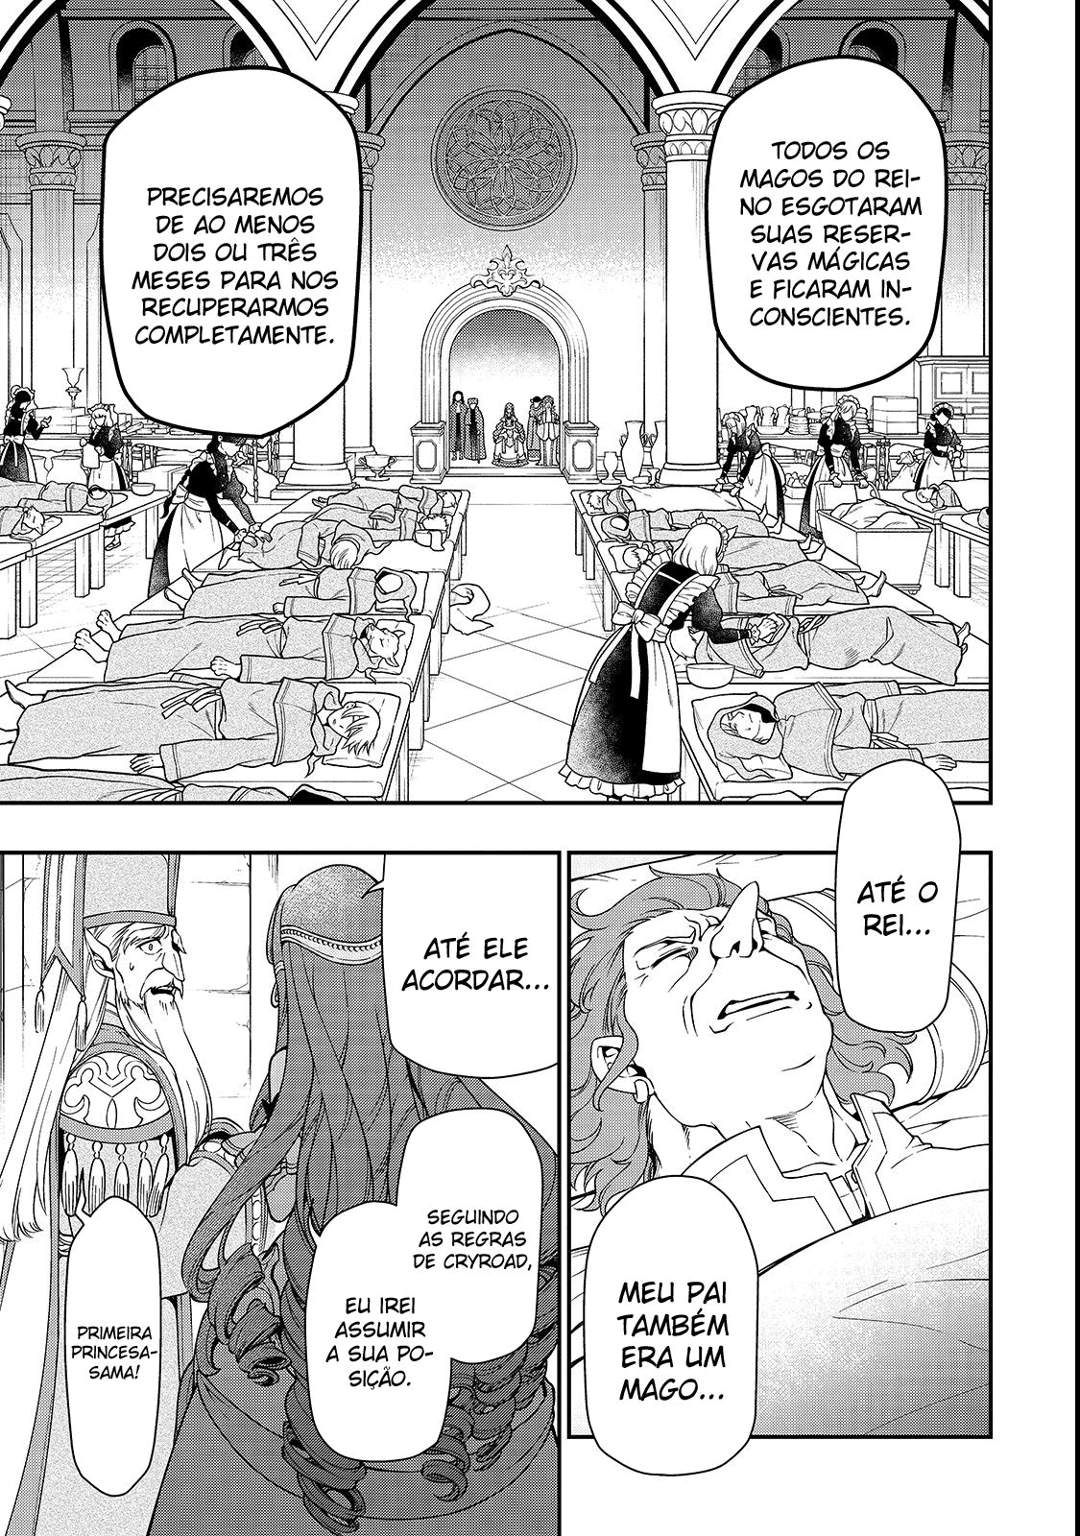 TODOS OS
MAGOS DO REI-
NO ESGOTARAM
SUAS RESER-
VAS MÁGICAS
E FICARAM IN-
CONSCIENTES.
PRECISAREMOS
DE AO MENOS
DOIS OU TRÊS
MESES PARA NOS
RECUPERARMOS
COMPLETAMENTE.
ATÉ O
REI...
MEU PAI
TAMBÉM
ERA UM
MAGO...
ATÉ ELE
ACORDAR...
SEGUINDO
AS REGRAS
DE CRYROAD,
EU IREI
ASSUMIR
A SUA PO-
SIÇÃO.
PRIMEIRA
PRINCESA-
SAMA!